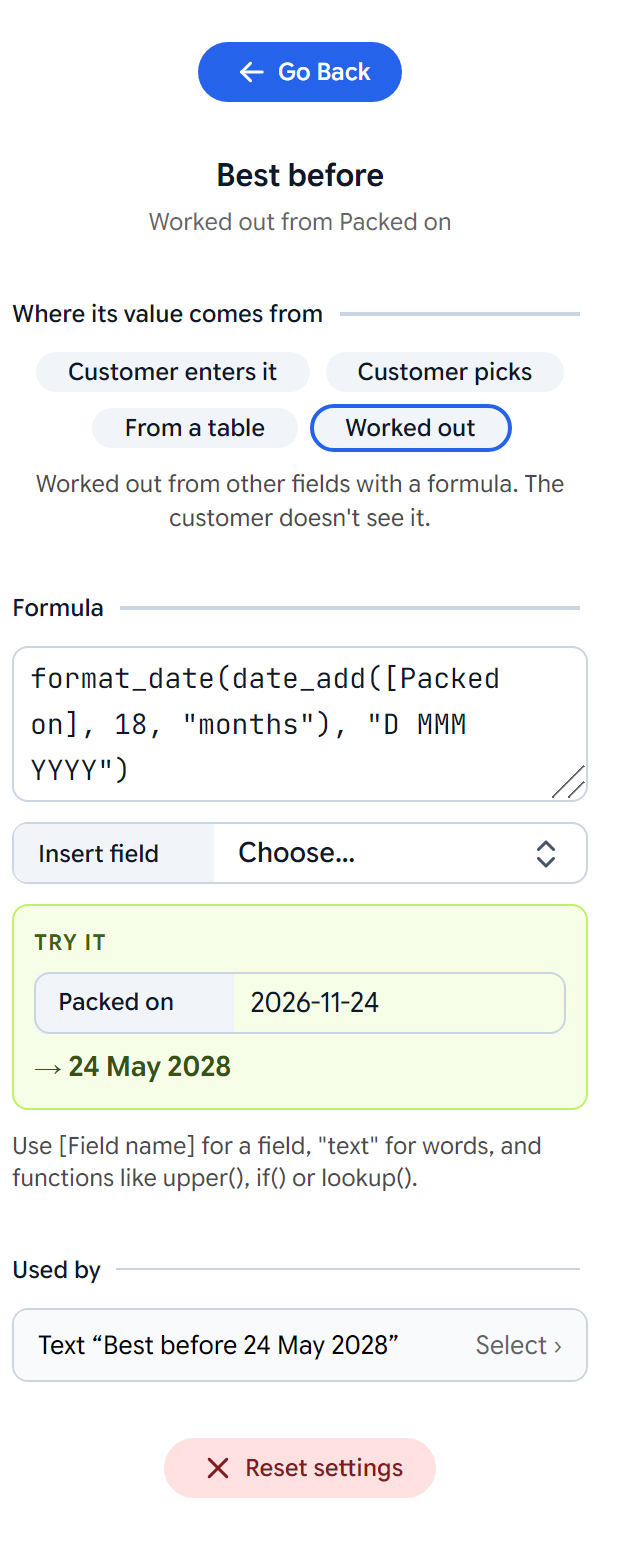 Go Back
Best before
Worked out from Packed on
Where its value comes from
Customer enters it
Customer picks
From a table
Worked out
Worked out from other fields with a formula. The
customer doesn't see it.
Formula
format_date(date_add([Packed
on], 18, "months"), "D MMM
YYYY")
Insert field
Choose...
TRY IT
Packed on
2026-11-24
→ 24 May 2028
Use [Field name] for a field, "text" for words, and
functions like upper(), if() or lookup().
Used by
Text “Best before 24 May 2028”
Select ›
Reset settings